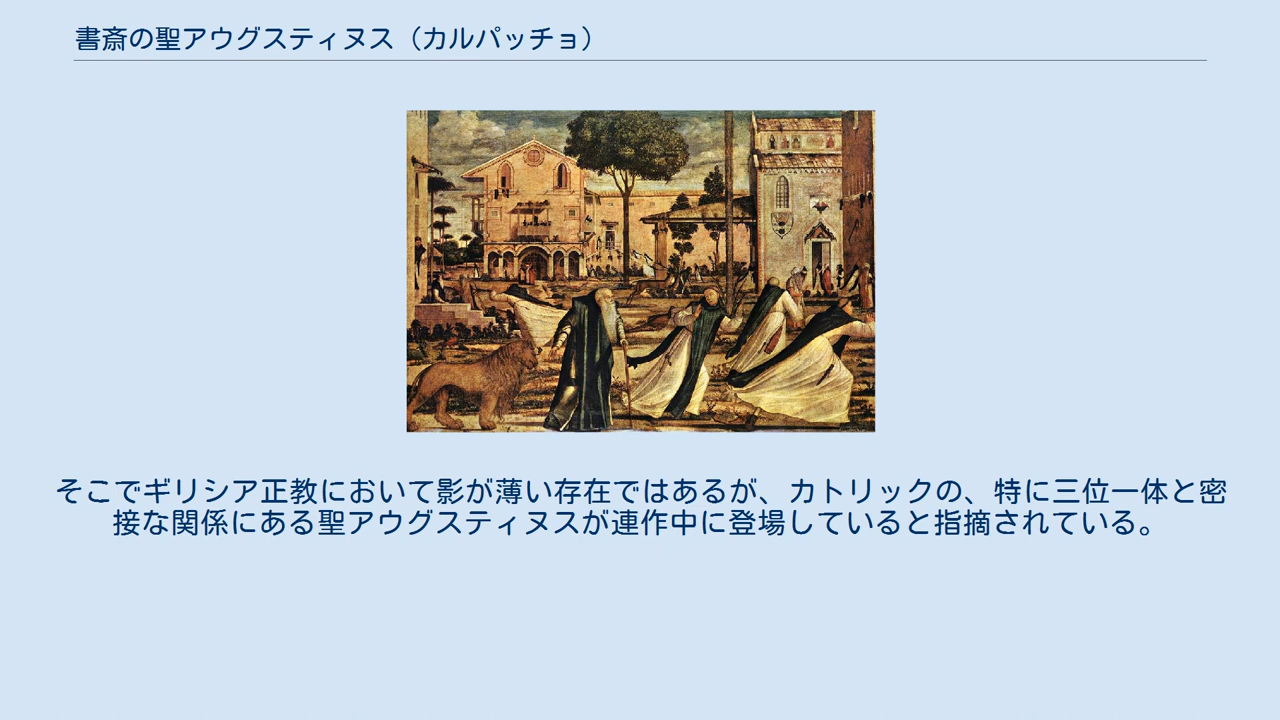 書斎の聖アウグスティヌス（カルパッチョ）
そこでギリシア正教において影が薄い存在ではあるが、カトリックの、特に三位一体と密
接な関係にある聖アウグスティヌスが連作中に登場していると指摘されている。